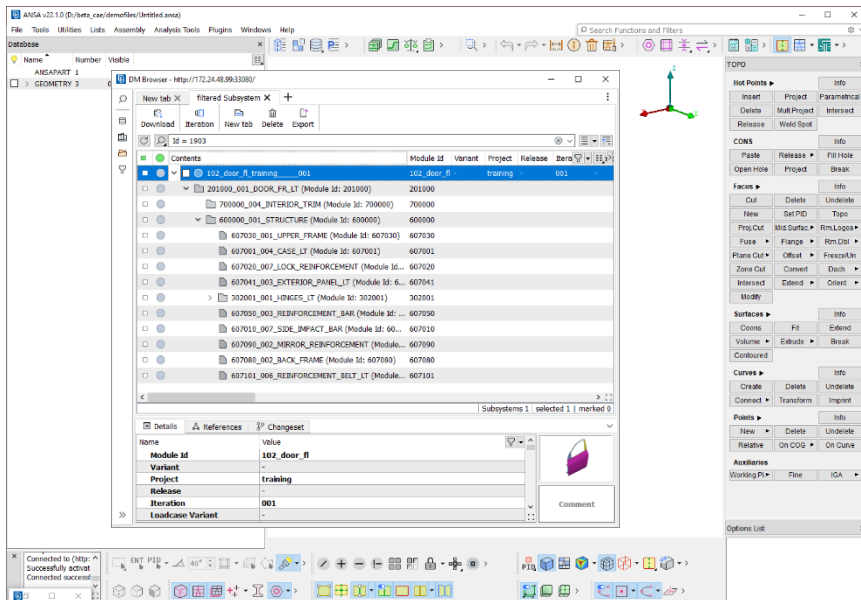 ANSA v22.1.0 (D:/beta_cae/demofiles/Untitled.ansa)
File Tools Utilities Lists Assembly Analysis Tools Plugins Windows Help
Search Functions and Filters
Database
Name Number Visible
ANSAPART 1
GEOMETRY 3
DM Browser - http://172.24.48.99:33080/
New tab filtered Subsystem
Download Iteration New tab Delete Export
Id = 1903
Contents Module Id Variant Project Release Itera
102_door_fl_training_____001 102_door_fl - training - 001 -
201000_001_DOOR_FR_LT (Module Id: 201000) 201000
700000_004_INTERIOR_TRIM (Module Id: 700000) 700000
600000_001_STRUCTURE (Module Id: 600000) 600000
607030_001_UPPER_FRAME (Module Id: 607030) 607030
607001_004_CASE_LT (Module Id: 607001) 607001
607020_007_LOCK_REINFORCEMENT (Module Id... 607020
607041_003_EXTERIOR_PANEL_LT (Module Id: 6... 607041
302001_001_HINGES_LT (Module Id: 302001) 302001
607050_003_REINFORCEMENT_BAR (Module Id: ... 607050
607010_007_SIDE_IMPACT_BAR (Module Id: 60... 607010
607090_002_MIRROR_REINFORCEMENT (Module... 607090
607080_002_BACK_FRAME (Module Id: 607080) 607080
607101_006_REINFORCEMENT_BELT_LT (Module... 607101
Subsystems 1 selected 1 marked 0
Details References Changeset
Name Value
Module Id 102_door_fl
Variant -
Project training
Release -
Iteration 001
Loadcase Variant -
Comment
TOPO
Hot Points Info
Insert Project Parametrical
Delete Mult.Project Intersect
Release Weld Spot
CONS Info
Paste Release Fill Hole
Open Hole Project Break
Faces Info
Cut Delete Undelete
New Set PID Topo
Proj.Cut Mid.Surfac. Rm.Logos
Fuse Flange Rm.Dbl
Plane Cut Offset Freeze/Un
Zone Cut Convert Dach
Intersect Extend Orient
Modify
Surfaces Info
Coons Fit Extend
Volume Extrude Break
Contoured
Curves Info
Create Delete Undelete
Connect Transform Imprint
Points Info
New Delete Undelete
Relative On COG On Curve
Auxiliaries
Working Pl. Fine IGA
Options List
Connected to (http:
Successfully activat
Connected successf
ENT PID 40°
PID